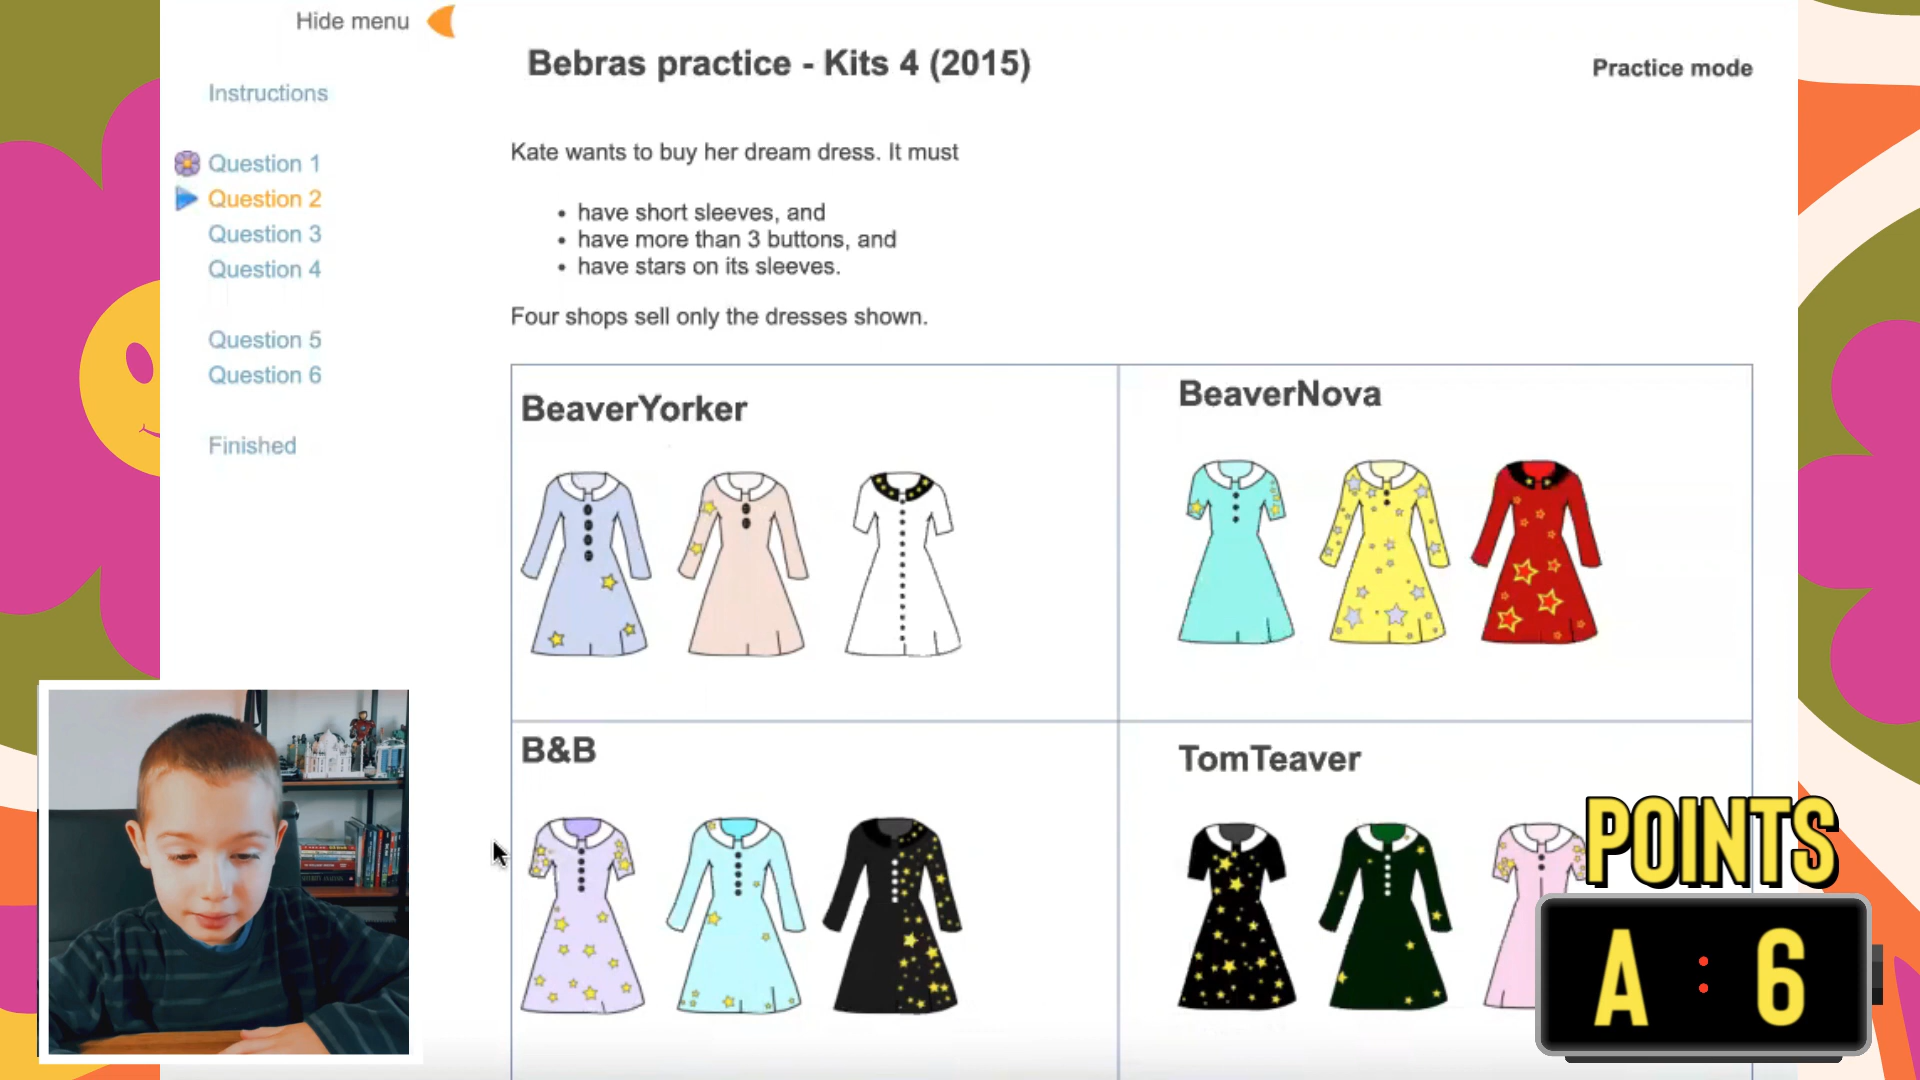 Hide menu
Bebras practice - Kits 4 (2015)
Practice mode
Instructions
Question 1
Question 2
Question 3
Question 4
Question 5
Question 6
Finished
Kate wants to buy her dream dress. It must
• have short sleeves, and
• have more than 3 buttons, and
• have stars on its sleeves.
Four shops sell only the dresses shown.
BeaverYorker
BeaverNova
B&B
TomTeaver
POINTS
A : 6